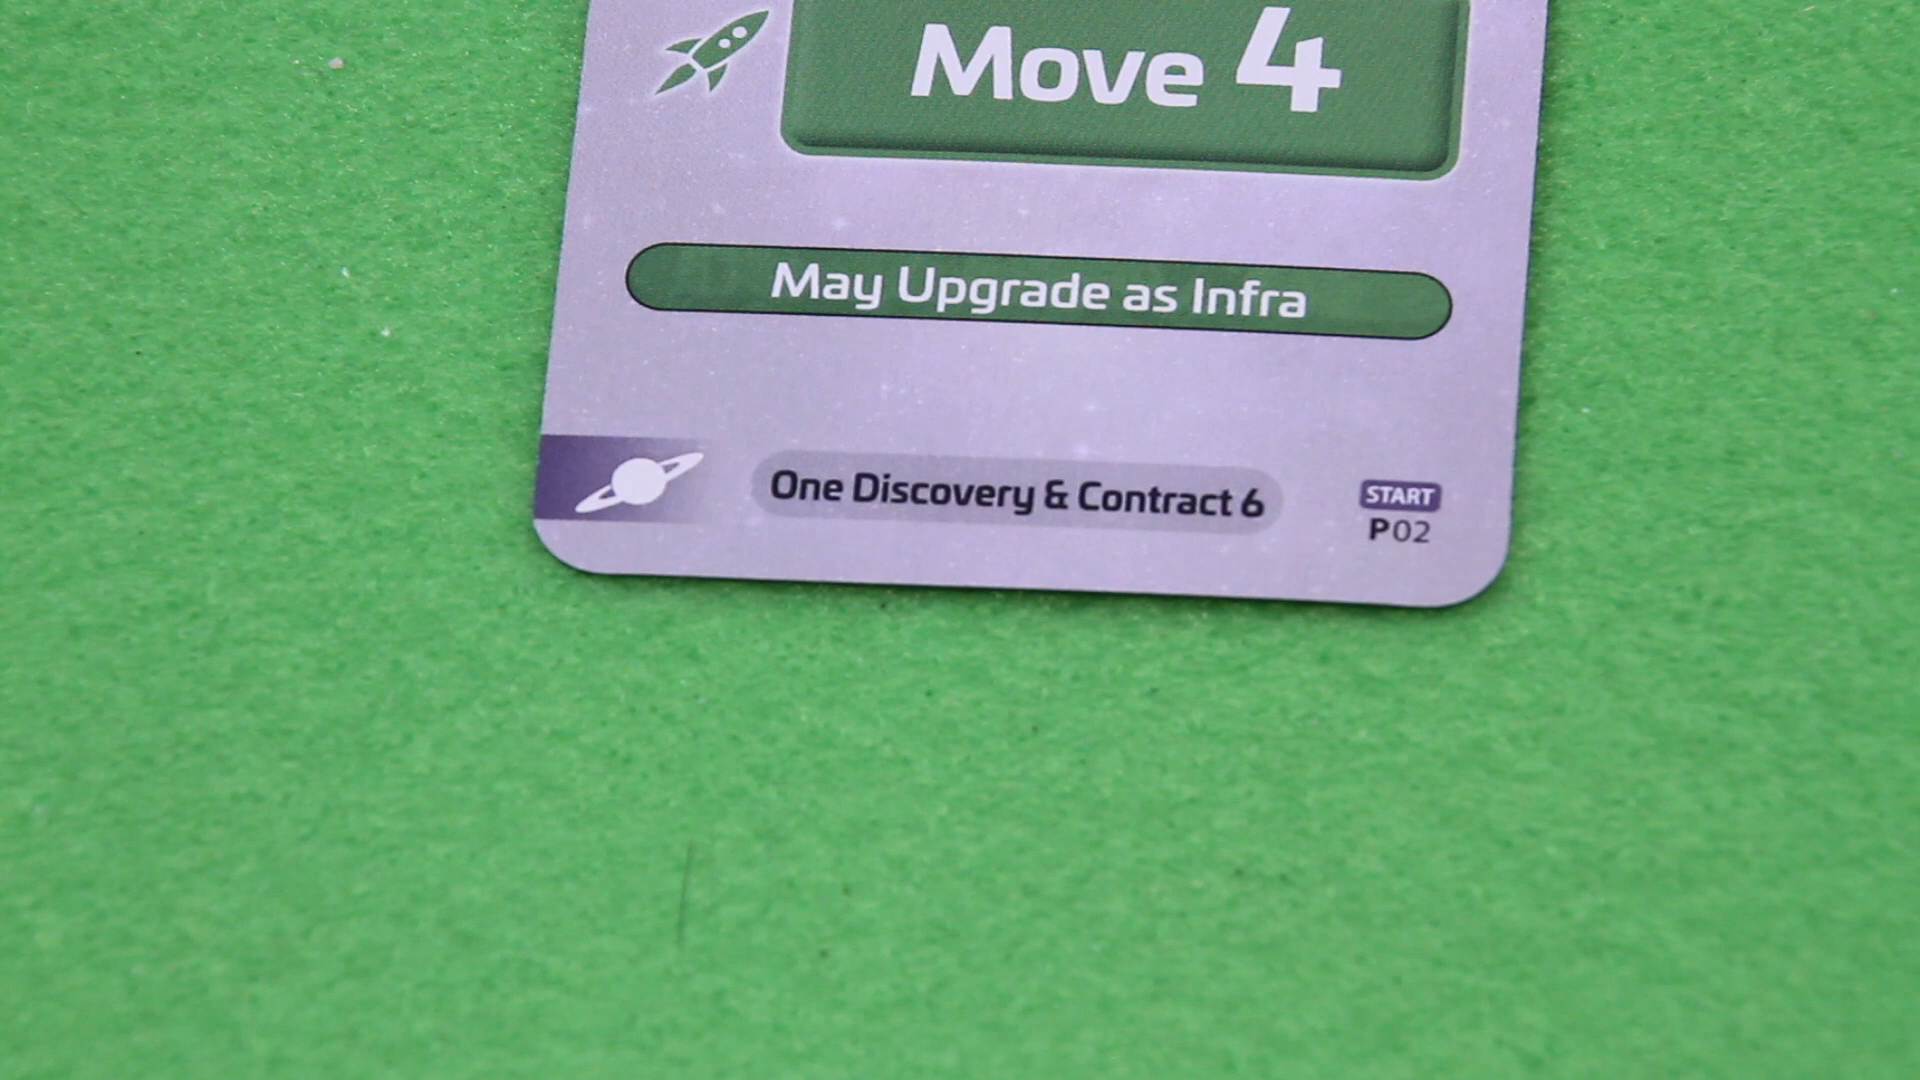 Move 4
May Upgrade as Infra
One Discovery & Contract 6
START
P02